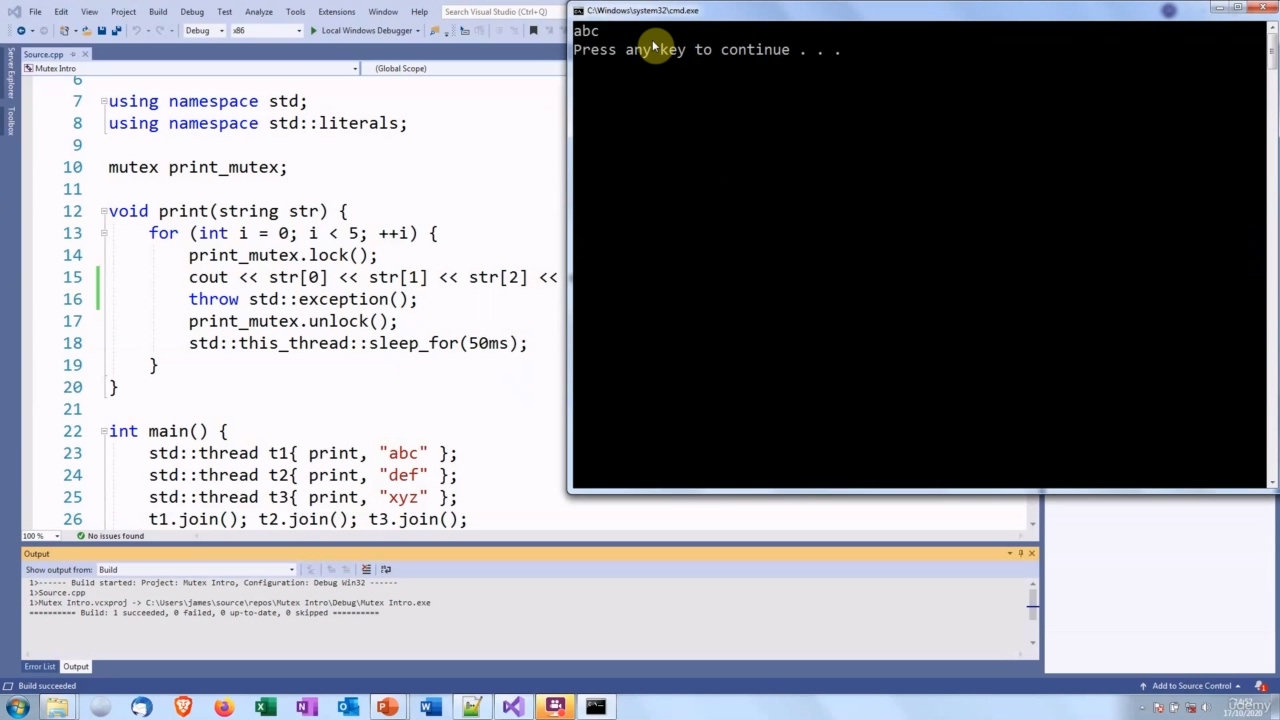 File Edit View Project Build Debug Test Analyze Tools Extensions Window Help Search Visual Studio
C:\Windows\system32\cmd.exe
Debug x86 Local Windows Debugger
Source.cpp
Mutex Intro (Global Scope)
abc
Press any key to continue . . .
Server Explorer
Toolbox
6
7 using namespace std;
8 using namespace std::literals;
9
10 mutex print_mutex;
11
12 void print(string str) {
13 for (int i = 0; i < 5; ++i) {
14 print_mutex.lock();
15 cout << str[0] << str[1] << str[2] <<
16 throw std::exception();
17 print_mutex.unlock();
18 std::this_thread::sleep_for(50ms);
19 }
20 }
21
22 int main() {
23 std::thread t1{ print, "abc" };
24 std::thread t2{ print, "def" };
25 std::thread t3{ print, "xyz" };
26 t1.join(); t2.join(); t3.join();
100 % No issues found
Output
Show output from: Build
1>------ Build started: Project: Mutex Intro, Configuration: Debug Win32 ------
1>Source.cpp
1>Mutex Intro.vcxproj -> C:\Users\james\source\repos\Mutex Intro\Debug\Mutex Intro.exe
========== Build: 1 succeeded, 0 failed, 0 up-to-date, 0 skipped ==========
Error List Output
Build succeeded Add to Source Control
udemy
17/10/2020